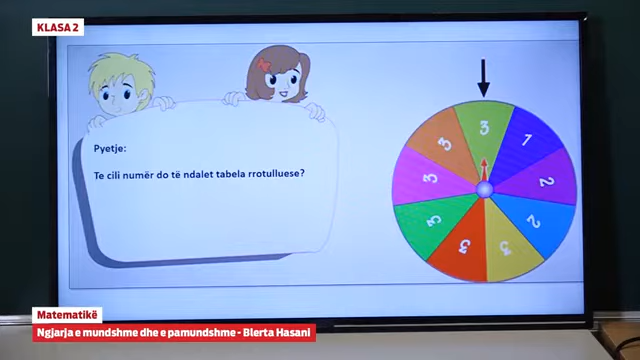 KLASA 2
Pyetje:
Te cili numër do të ndalet tabela rrotulluese?
3
1
2
2
3
3
3
3
3
Matematikë
Ngjarja e mundshme dhe e pamundshme - Blerta Hasani